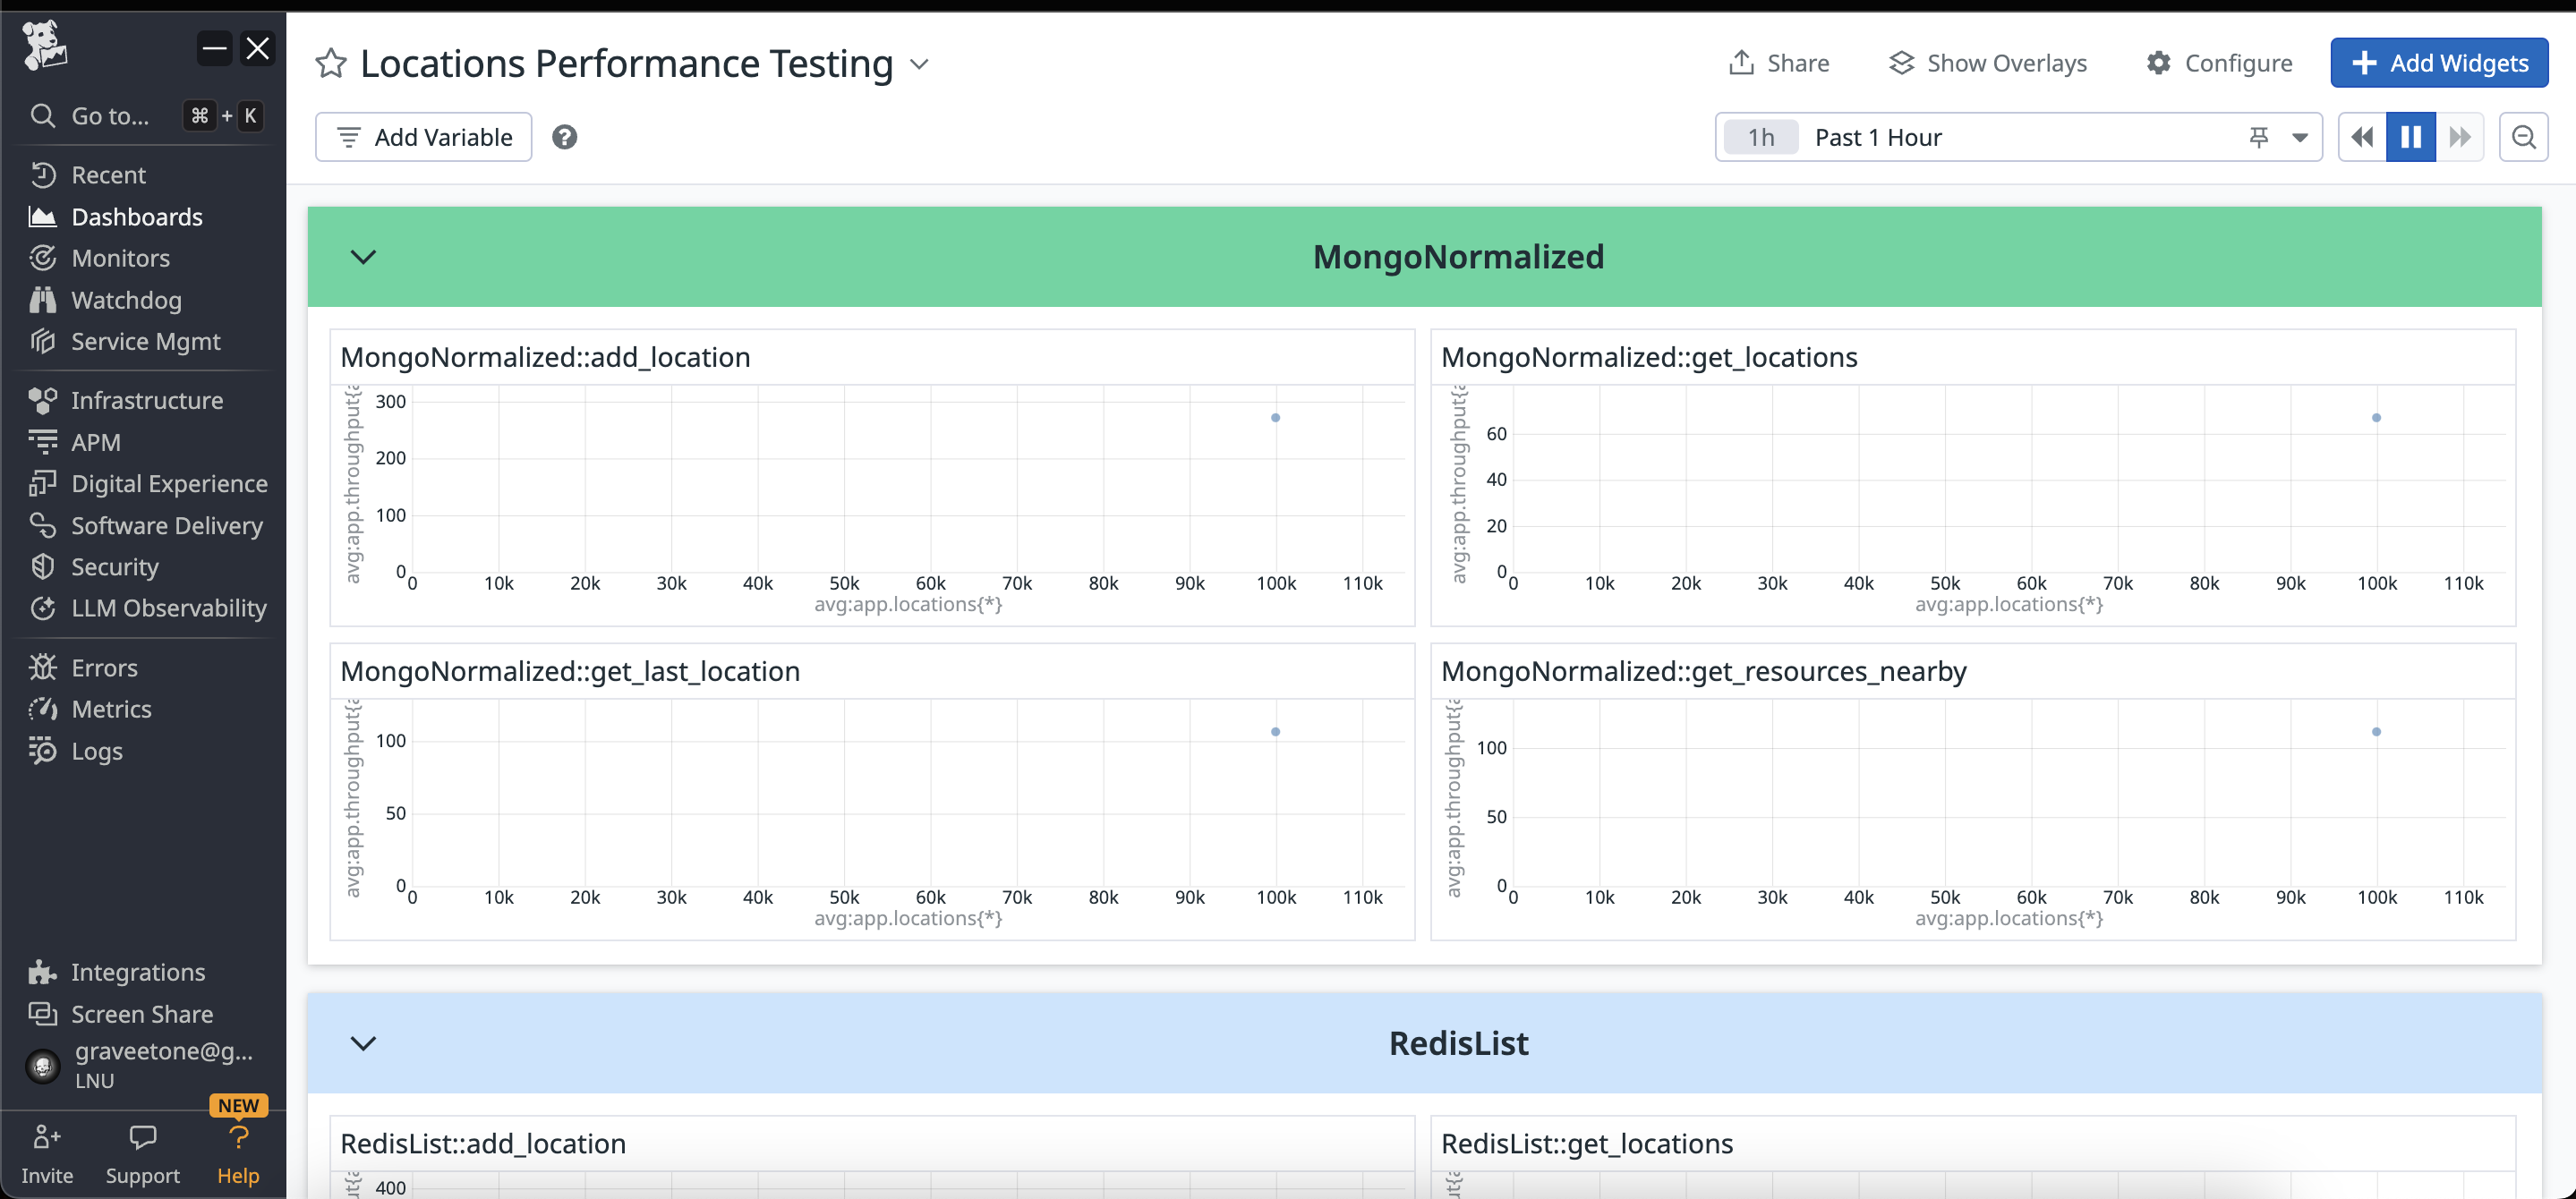 Locations Performance Testing
Share
Show Overlays
Configure
Add Widgets
Go to...
⌘ + K
Add Variable
?
1h Past 1 Hour
Recent
Dashboards
Monitors
Watchdog
Service Mgmt
Infrastructure
APM
Digital Experience
Software Delivery
Security
LLM Observability
Errors
Metrics
Logs
Integrations
Screen Share
graveetone@g...
LNU
NEW
Invite
Support
?
Help
MongoNormalized
MongoNormalized::add_location
avg:app.throughput{
300
200
100
0
0 10k 20k 30k 40k 50k 60k 70k 80k 90k 100k 110k
avg:app.locations{*}
MongoNormalized::get_locations
avg:app.throughput{
60
40
20
0
0 10k 20k 30k 40k 50k 60k 70k 80k 90k 100k 110k
avg:app.locations{*}
MongoNormalized::get_last_location
avg:app.throughput{
100
50
0
0 10k 20k 30k 40k 50k 60k 70k 80k 90k 100k 110k
avg:app.locations{*}
MongoNormalized::get_resources_nearby
avg:app.throughput{
100
50
0
0 10k 20k 30k 40k 50k 60k 70k 80k 90k 100k 110k
avg:app.locations{*}
RedisList
RedisList::add_location
400
RedisList::get_locations